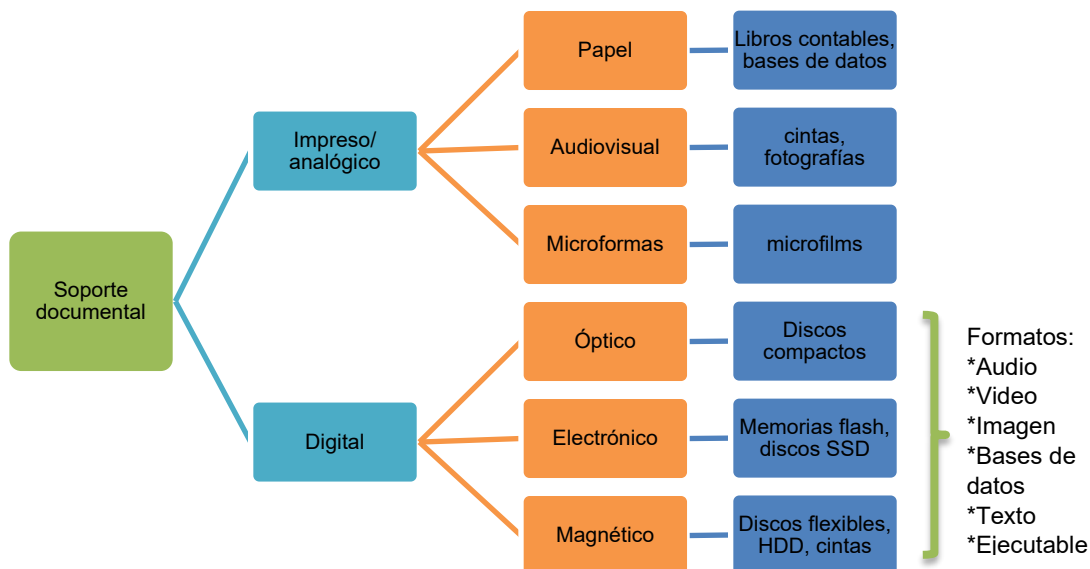 Soporte
documental
Impreso/
analógico
Papel
Libros contables,
bases de datos
Audiovisual
cintas,
fotografías
Microformas
microfilms
Digital
Óptico
Discos
compactos
Electrónico
Memorias flash,
discos SSD
Magnético
Discos flexibles,
HDD, cintas
Formatos:
*Audio
*Video
*Imagen
*Bases de
datos
*Texto
*Ejecutable